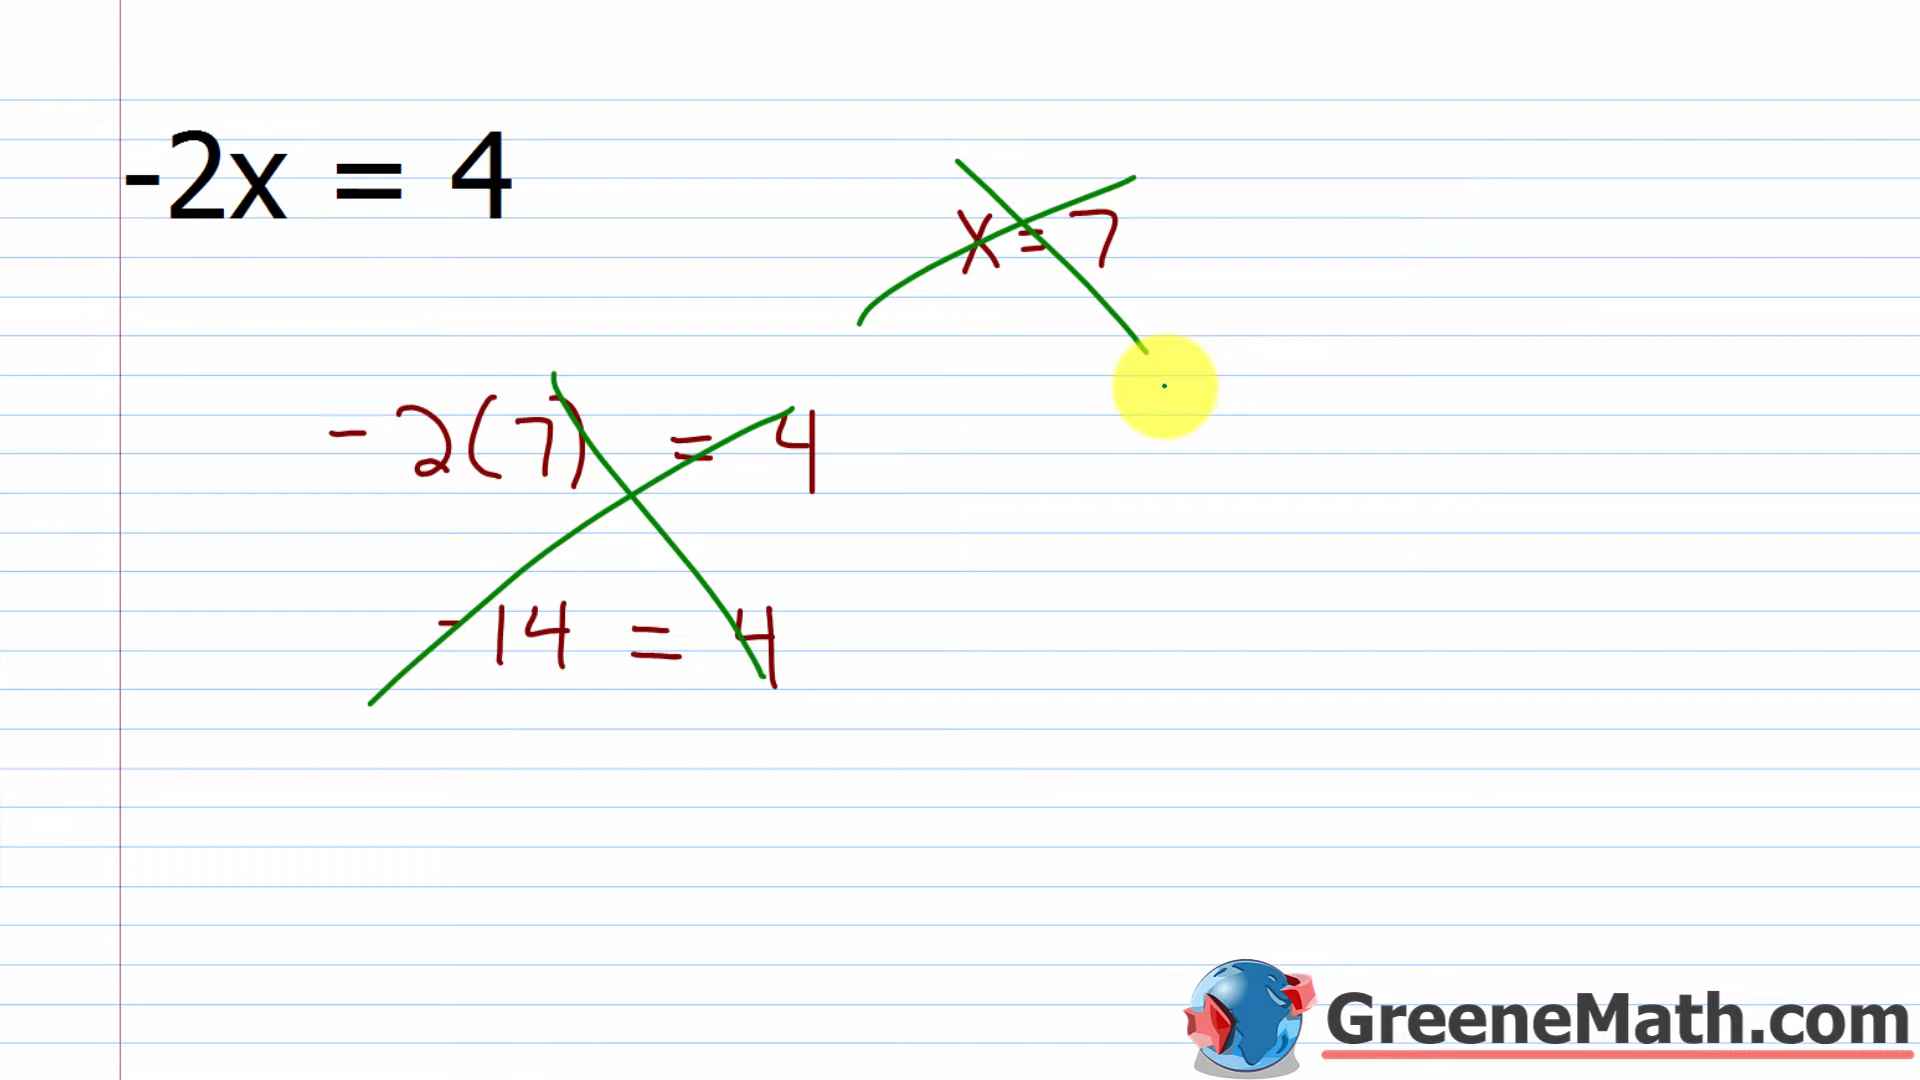 -2x = 4
x = 7
-2(7) = 4
-14 = 4
GreeneMath.com